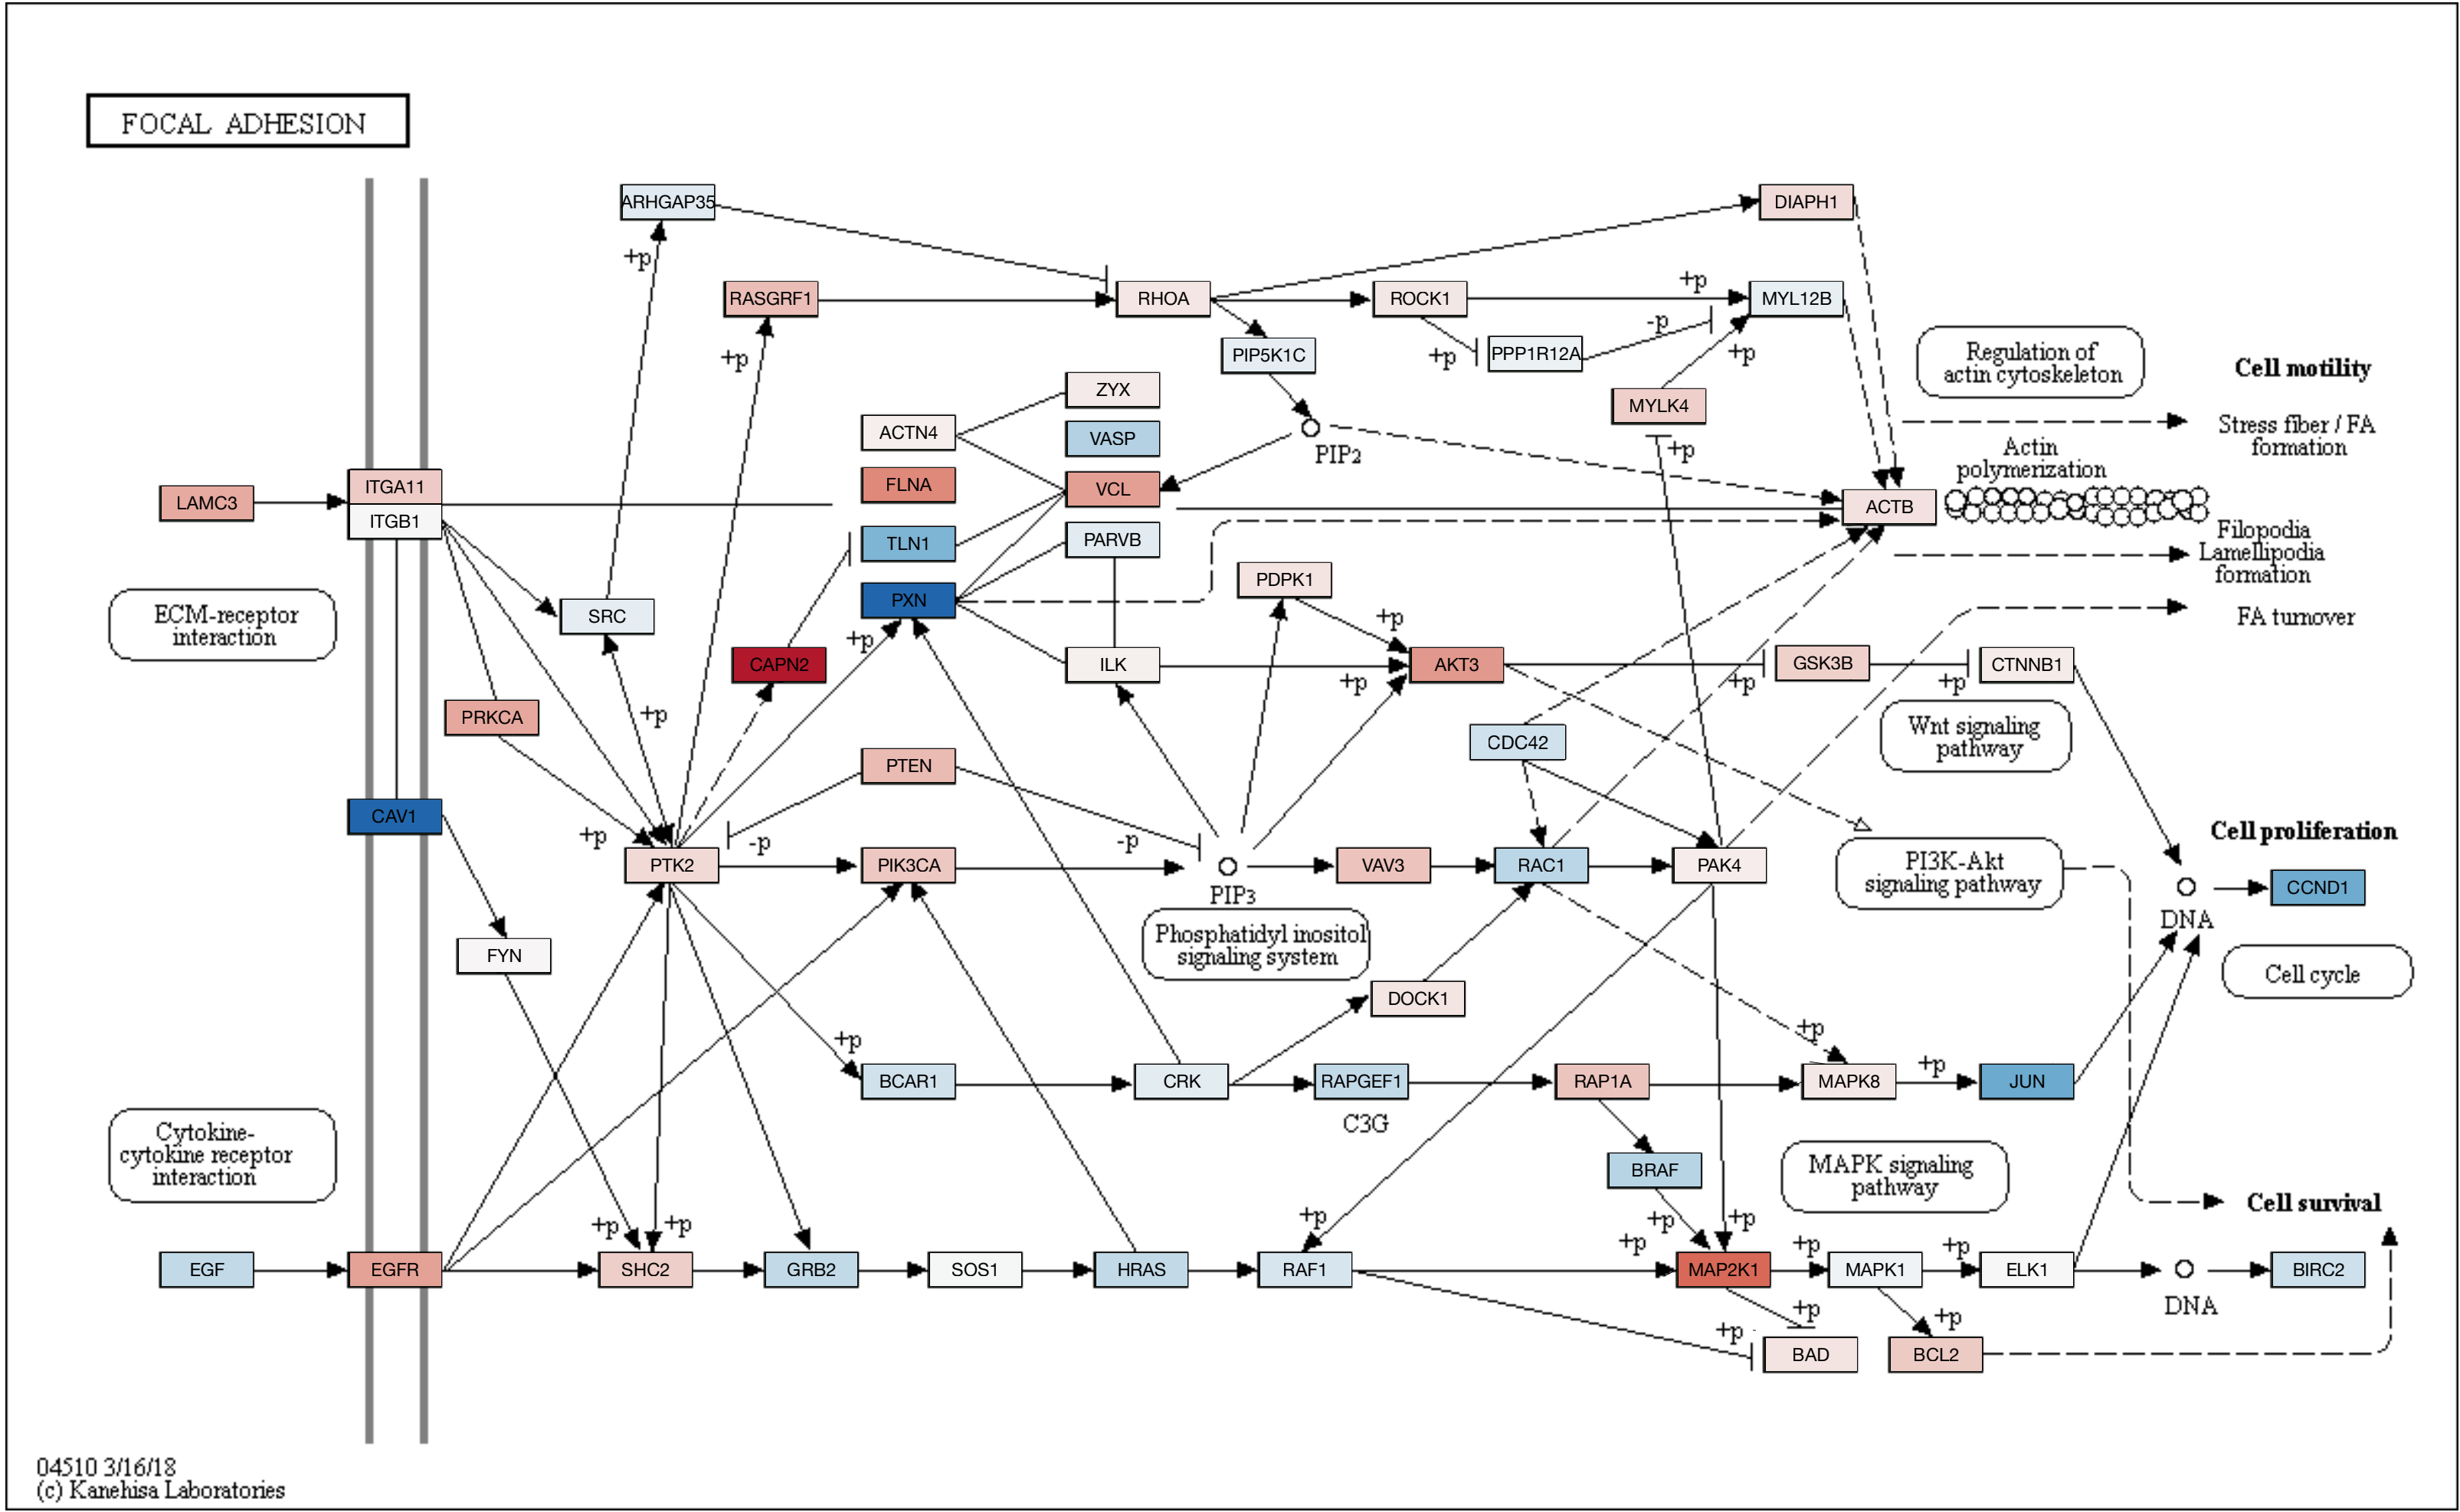 FOCAL ADHESION
ARHGAP35
DIAPH1
+p
RASGRF1
RHOA
ROCK1
+p
MYL12B
+p
PIP5K1C
+p
-p
PPP1R12A
+p
Regulation of
actin cytoskeleton
Cell motility
ZYX
ACTN4
VASP
MYLK4
+p
PIP2
Stress fiber / FA
formation
Actin
polymerization
LAMC3
ITGA11
ITGB1
FLNA
VCL
ACTB
TLN1
PARVB
Filopodia
Lamellipodia
formation
FA turnover
ECM-receptor
interaction
SRC
PXN
PDPK1
+p
+p
CAPN2
ILK
+p
AKT3
+p
GSK3B
+p
CTNNB1
PRKCA
+p
CDC42
Wnt signaling
pathway
PTEN
CAV1
+p
-p
-p
Cell proliferation
PTK2
PIK3CA
PIP3
VAV3
RAC1
PAK4
PI3K-Akt
signaling pathway
DNA
CCND1
FYN
Phosphatidyl inositol
signaling system
Cell cycle
DOCK1
+p
+p
BCAR1
CRK
RAPGEF1
C3G
RAP1A
MAPK8
+p
JUN
Cytokine-
cytokine receptor
interaction
BRAF
MAPK signaling
pathway
Cell survival
+p
+p
+p
+p
+p
+p
+p
+p
EGF
EGFR
SHC2
GRB2
SOS1
HRAS
RAF1
MAP2K1
MAPK1
ELK1
DNA
BIRC2
+p
+p
+p
BAD
BCL2
04510 3/16/18
(c) Kanehisa Laboratories